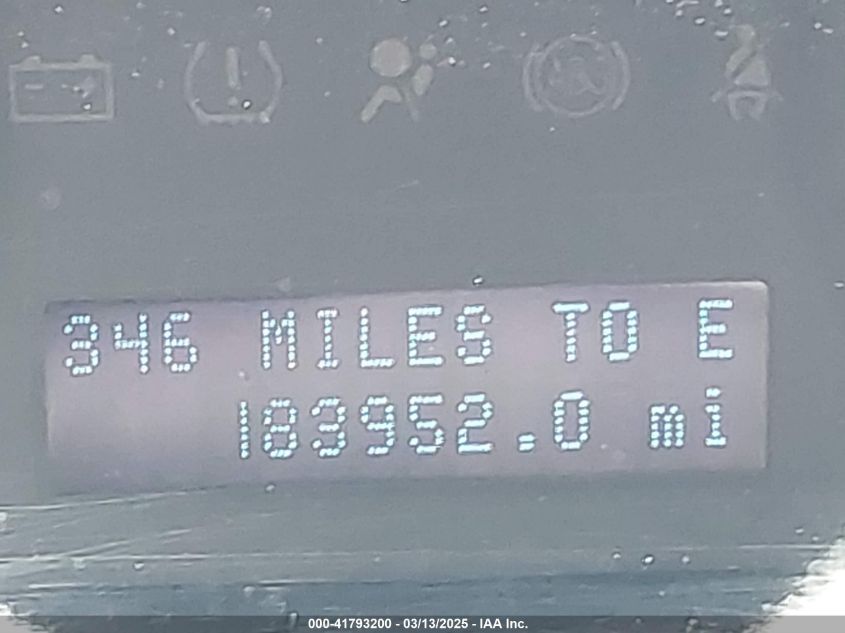 346 MILES TO E
183952.0 mi
000-41793200 - 03/13/2025 - IAA Inc.